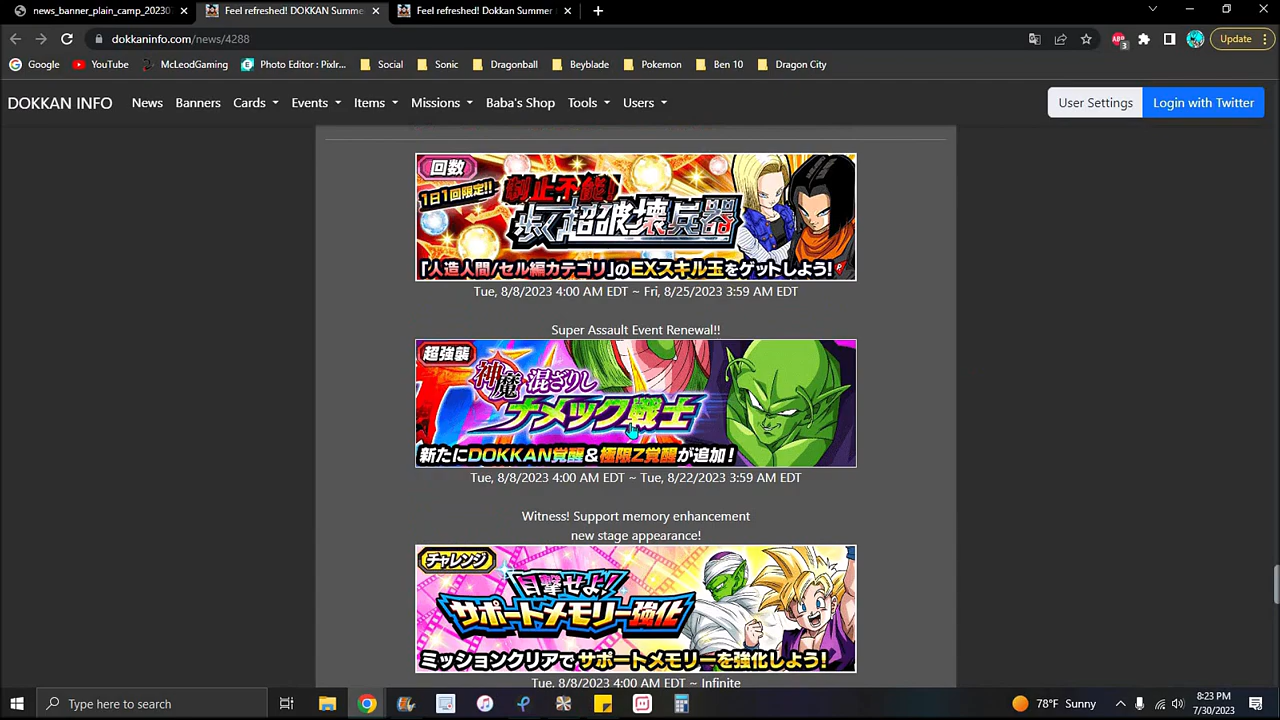 news_banner_plain_camp_20230
Feel refreshed! DOKKAN Summe
Feel refreshed! Dokkan Summer
dokkaninfo.com/news/4288
3
Update
Google
YouTube
McLeodGaming
Photo Editor : Pixlr...
Social
Sonic
Dragonball
Beyblade
Pokemon
Ben 10
Dragon City
DOKKAN INFO
News
Banners
Cards
Events
Items
Missions
Baba's Shop
Tools
Users
User Settings
Login with Twitter
回数
1日1回限定!!
制止不能!
歩く超破壊兵器
「人造人間/セル編カテゴリ」のEXスキル玉をゲットしよう!
Tue, 8/8/2023 4:00 AM EDT ~ Fri, 8/25/2023 3:59 AM EDT
Super Assault Event Renewal!!
超強襲
神魔混ざりし
ナメック戦士
新たにDOKKAN覚醒&極限Z覚醒が追加!
Tue, 8/8/2023 4:00 AM EDT ~ Tue, 8/22/2023 3:59 AM EDT
Witness! Support memory enhancement
new stage appearance!
チャレンジ
目撃せよ!
サポートメモリー強化
ミッションクリアでサポートメモリーを強化しよう!
Tue, 8/8/2023 4:00 AM EDT ~ Infinite
Type here to search
78°F Sunny
8:23 PM
7/30/2023